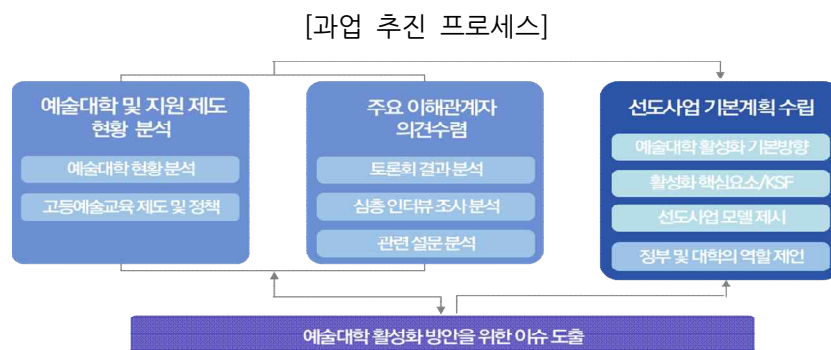 [과업 추진 프로세스]
예술대학 및 지원 제도
현황 분석
예술대학 현황 분석
고등예술교육 제도 및 정책
주요 이해관계자
의견수렴
토론회 결과 분석
심층 인터뷰 조사 분석
관련 설문 분석
선도사업 기본계획 수립
예술대학 활성화 기본방향
활성화 핵심요소/KSF
선도사업 모델 제시
정부 및 대학의 역할 제언
예술대학 활성화 방안을 위한 이슈 도출